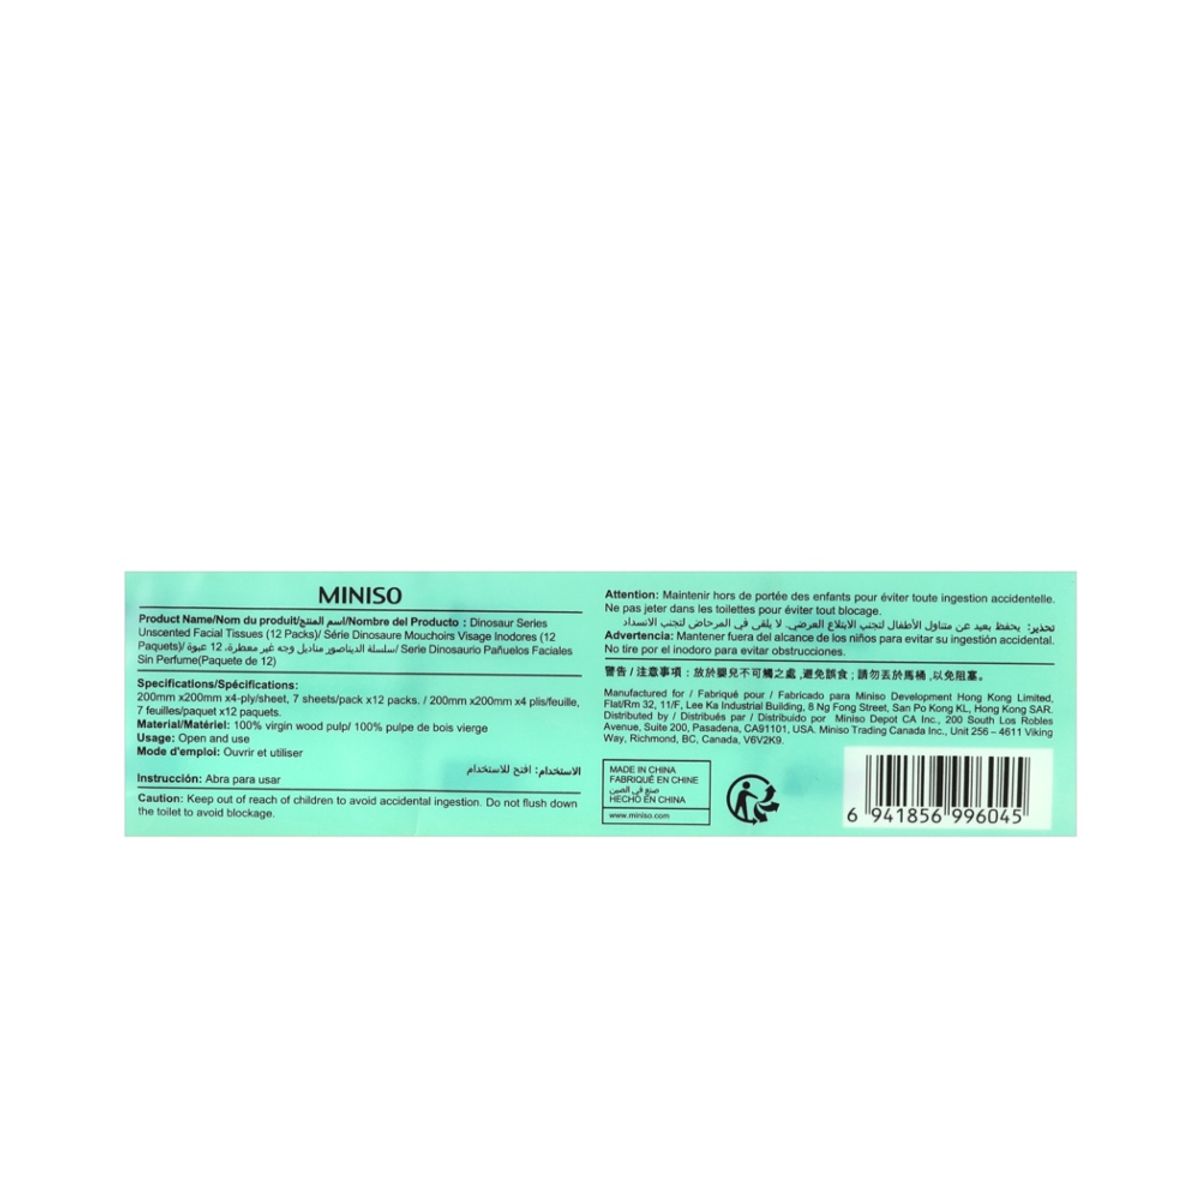 MINISO
Product Name/Nom du produit/اسم المنتج/Nombre del Producto : Dinosaur Series
Unscented Facial Tissues (12 Packs)/ Série Dinosaure Mouchoirs Visage Inodores (12
Paquets)/ سلسلة الديناصور مناديل وجه غير معطرة، 12 عبوة/ Serie Dinosaurio Pañuelos Faciales
Sin Perfume(Paquete de 12)
Specifications/Spécifications:
200mm x200mm x4-ply/sheet, 7 sheets/pack x12 packs. / 200mm x200mm x4 plis/feuille,
7 feuilles/paquet x12 paquets.
Material/Matériel: 100% virgin wood pulp/ 100% pulpe de bois vierge
Usage: Open and use
Mode d'emploi: Ouvrir et utiliser
الاستخدام: افتح للاستخدام
Instrucción: Abra para usar
Caution: Keep out of reach of children to avoid accidental ingestion. Do not flush down
the toilet to avoid blockage.
Attention: Maintenir hors de portée des enfants pour éviter toute ingestion accidentelle.
Ne pas jeter dans les toilettes pour éviter tout blocage.
تحذير: يحفظ بعيد عن متناول الأطفال لتجنب الابتلاع العرضي. لا يلقى في المرحاض لتجنب الانسداد
Advertencia: Mantener fuera del alcance de los niños para evitar su ingestión accidental.
No tire por el inodoro para evitar obstrucciones.
警告 / 注意事項 : 放於嬰兒不可觸之處 ,避免誤食 ; 請勿丟於馬桶 ,以免阻塞。
Manufactured for / Fabriqué pour / Fabricado para Miniso Development Hong Kong Limited,
Flat/Rm 32, 11/F, Lee Ka Industrial Building, 8 Ng Fong Street, San Po Kong KL, Hong Kong SAR.
Distributed by / Distribués par / Distribuido por Miniso Depot CA Inc., 200 South Los Robles
Avenue, Suite 200, Pasadena, CA91101, USA. Miniso Trading Canada Inc., Unit 256 – 4611 Viking
Way, Richmond, BC, Canada, V6V2K9.
MADE IN CHINA
FABRIQUÉ EN CHINE
صنع في الصين
HECHO EN CHINA
www.miniso.com
6 941856 996045